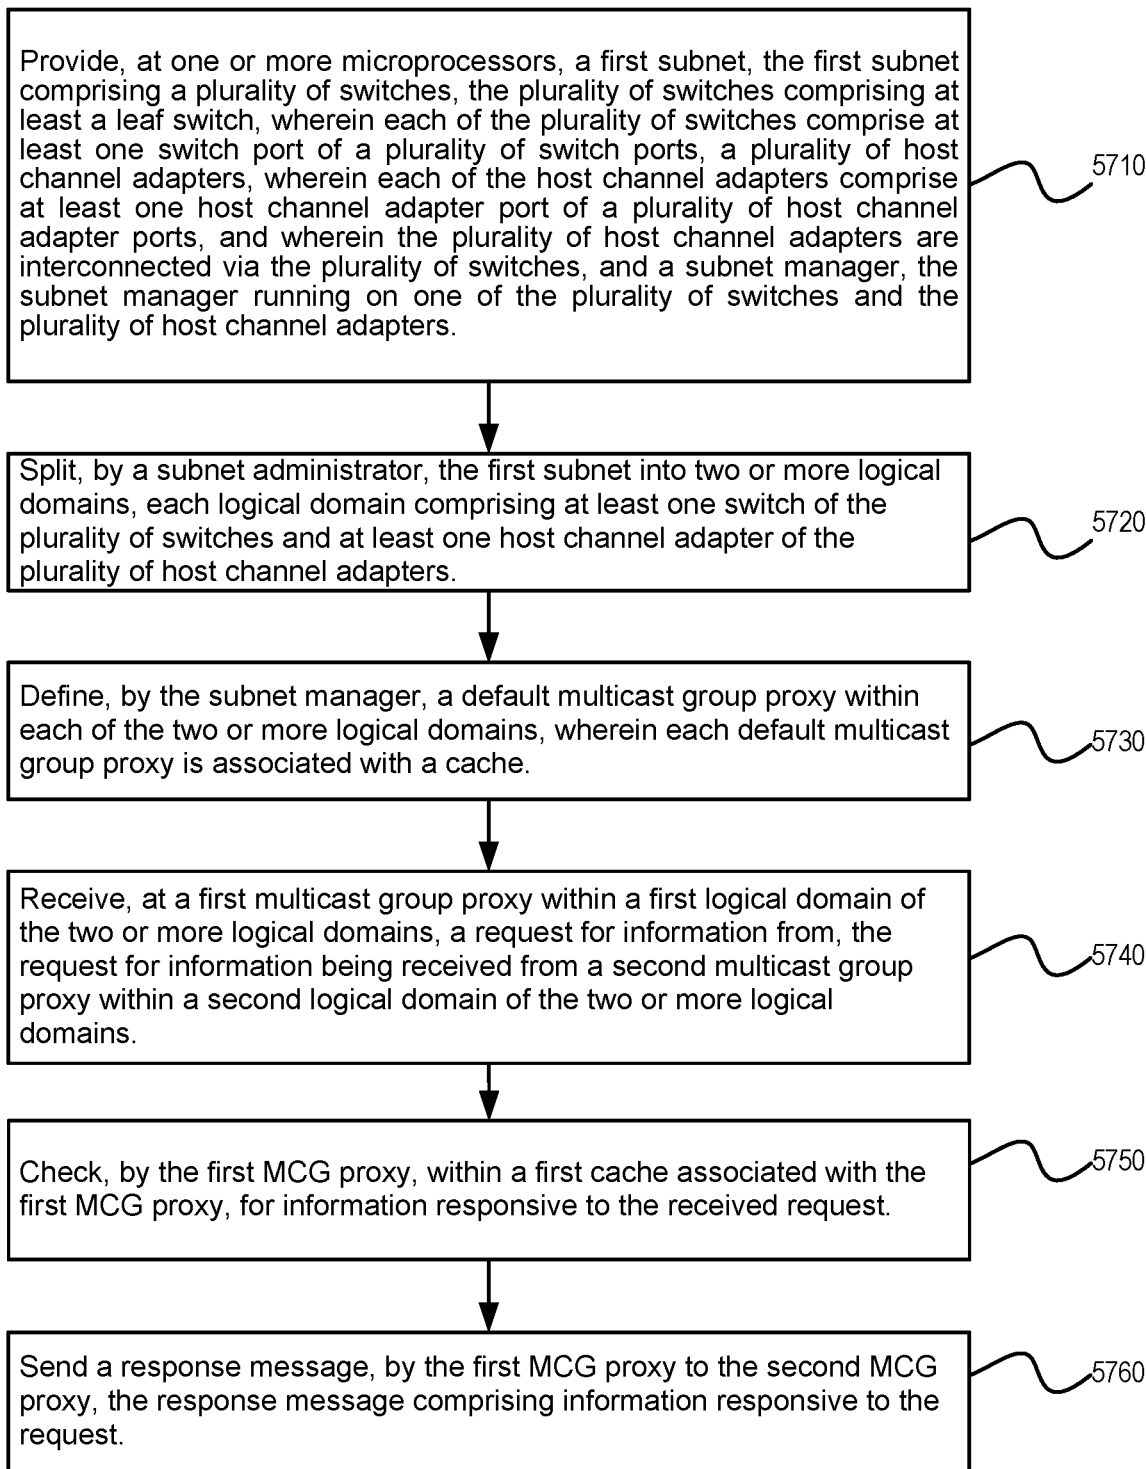 Provide, at one or more microprocessors, a first subnet, the first subnet
comprising a plurality of switches, the plurality of switches comprising at
least a leaf switch, wherein each of the plurality of switches comprise at
least one switch port of a plurality of switch ports, a plurality of host
channel adapters, wherein each of the host channel adapters comprise
at least one host channel adapter port of a plurality of host channel
adapter ports, and wherein the plurality of host channel adapters are
interconnected via the plurality of switches, and a subnet manager, the
subnet manager running on one of the plurality of switches and the
plurality of host channel adapters.
5710
Split, by a subnet administrator, the first subnet into two or more logical
domains, each logical domain comprising at least one switch of the
plurality of switches and at least one host channel adapter of the
plurality of host channel adapters.
5720
Define, by the subnet manager, a default multicast group proxy within
each of the two or more logical domains, wherein each default multicast
group proxy is associated with a cache.
5730
Receive, at a first multicast group proxy within a first logical domain of
the two or more logical domains, a request for information from, the
request for information being received from a second multicast group
proxy within a second logical domain of the two or more logical
domains.
5740
Check, by the first MCG proxy, within a first cache associated with the
first MCG proxy, for information responsive to the received request.
5750
Send a response message, by the first MCG proxy to the second MCG
proxy, the response message comprising information responsive to the
request.
5760